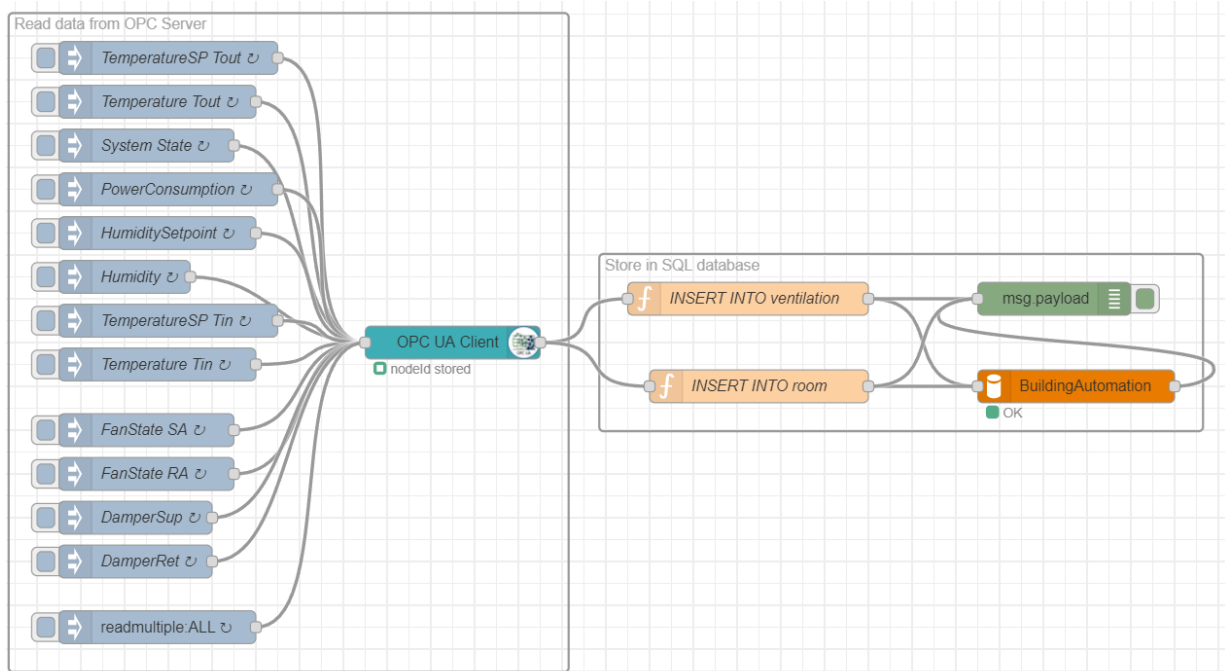 Read data from OPC Server
TemperatureSP Tout ↻
Temperature Tout ↻
System State ↻
PowerConsumption ↻
HumiditySetpoint ↻
Humidity ↻
TemperatureSP Tin ↻
Temperature Tin ↻
FanState SA ↻
FanState RA ↻
DamperSup ↻
DamperRet ↻
readmultiple:ALL ↻
OPC UA Client
OPC UA
nodeId stored
Store in SQL database
INSERT INTO ventilation
msg.payload
INSERT INTO room
BuildingAutomation
OK